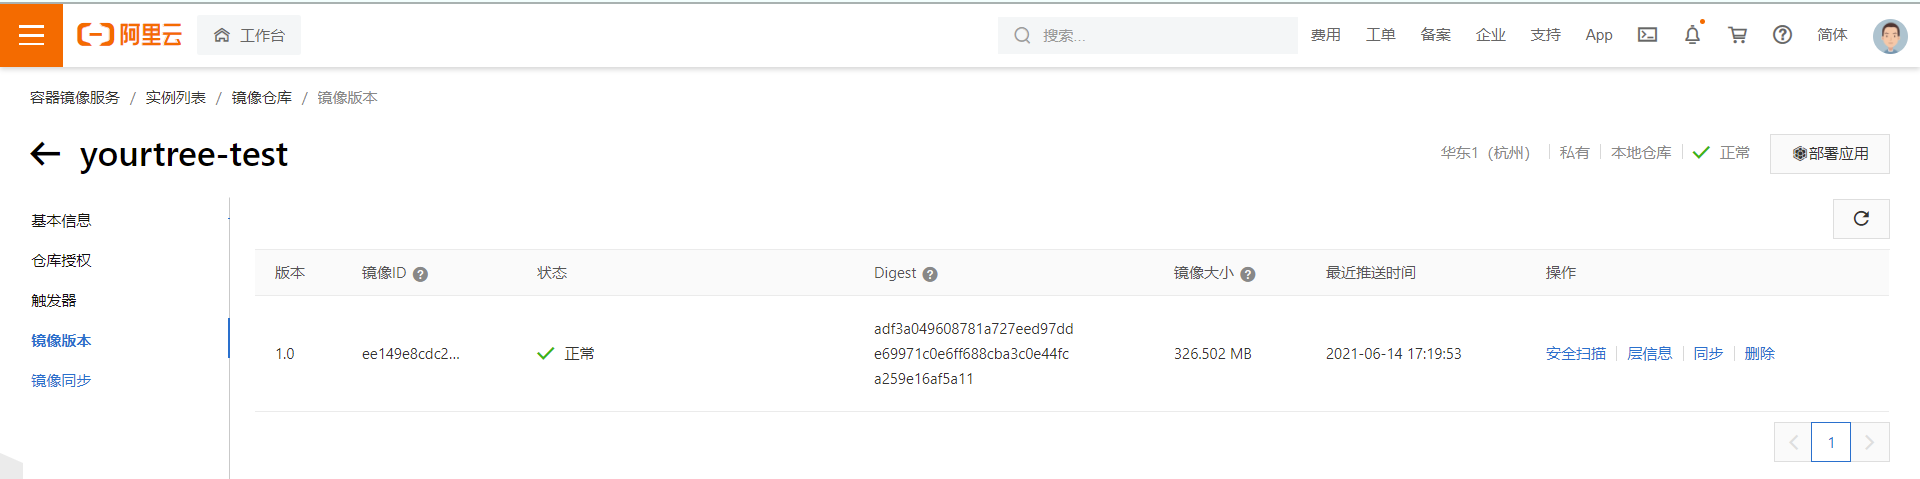 阿里云 工作台 搜索... 费用 工单 备案 企业 支持 App 简体
容器镜像服务 / 实例列表 / 镜像仓库 / 镜像版本
yourtree-test 华东1（杭州） 私有 本地仓库 正常 部署应用
基本信息
仓库授权
触发器
镜像版本
镜像同步
版本 镜像ID 状态 Digest 镜像大小 最近推送时间 操作
1.0 ee149e8cdc2... 正常 adf3a049608781a727eed97dd
e69971c0e6ff688cba3c0e44fc
a259e16af5a11 326.502 MB 2021-06-14 17:19:53 安全扫描 层信息 同步 删除
1